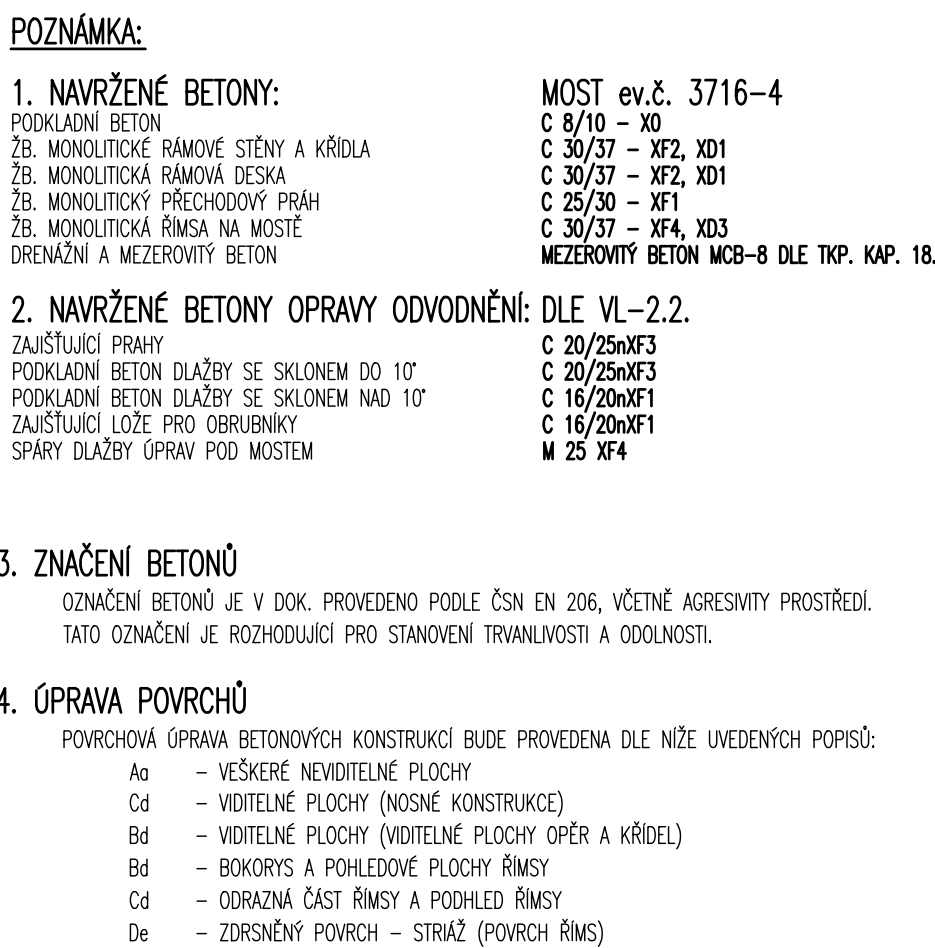 POZNÁMKA:
1. NAVRŽENÉ BETONY: MOST ev.č. 3716-4
PODKLADNÍ BETON C 8/10 - X0
ŽB. MONOLITICKÉ RÁMOVÉ STĚNY A KŘÍDLA C 30/37 - XF2, XD1
ŽB. MONOLITICKÁ RÁMOVÁ DESKA C 30/37 - XF2, XD1
ŽB. MONOLITICKÝ PŘECHODOVÝ PRÁH C 25/30 - XF1
ŽB. MONOLITICKÁ ŘÍMSA NA MOSTĚ C 30/37 - XF4, XD3
DRENÁŽNÍ A MEZEROVITÝ BETON MEZEROVITÝ BETON MCB-8 DLE TKP. KAP. 18.
2. NAVRŽENÉ BETONY OPRAVY ODVODNĚNÍ: DLE VL-2.2.
ZAJIŠŤUJÍCÍ PRAHY C 20/25nXF3
PODKLADNÍ BETON DLAŽBY SE SKLONEM DO 10° C 20/25nXF3
PODKLADNÍ BETON DLAŽBY SE SKLONEM NAD 10° C 16/20nXF1
ZAJIŠŤUJÍCÍ LOŽE PRO OBRUBNÍKY C 16/20nXF1
SPÁRY DLAŽBY ÚPRAV POD MOSTEM M 25 XF4
3. ZNAČENÍ BETONŮ
OZNAČENÍ BETONŮ JE V DOK. PROVEDENO PODLE ČSN EN 206, VČETNĚ AGRESIVITY PROSTŘEDÍ.
TATO OZNAČENÍ JE ROZHODUJÍCÍ PRO STANOVENÍ TRVANLIVOSTI A ODOLNOSTI.
4. ÚPRAVA POVRCHŮ
POVRCHOVÁ ÚPRAVA BETONOVÝCH KONSTRUKCÍ BUDE PROVEDENA DLE NÍŽE UVEDENÝCH POPISŮ:
Aa - VEŠKERÉ NEVIDITELNÉ PLOCHY
Cd - VIDITELNÉ PLOCHY (NOSNÉ KONSTRUKCE)
Bd - VIDITELNÉ PLOCHY (VIDITELNÉ PLOCHY OPĚR A KŘÍDEL)
Bd - BOKORYS A POHLEDOVÉ PLOCHY ŘÍMSY
Cd - ODRAZNÁ ČÁST ŘÍMSY A PODHLED ŘÍMSY
De - ZDRSNĚNÝ POVRCH - STRIÁŽ (POVRCH ŘÍMS)